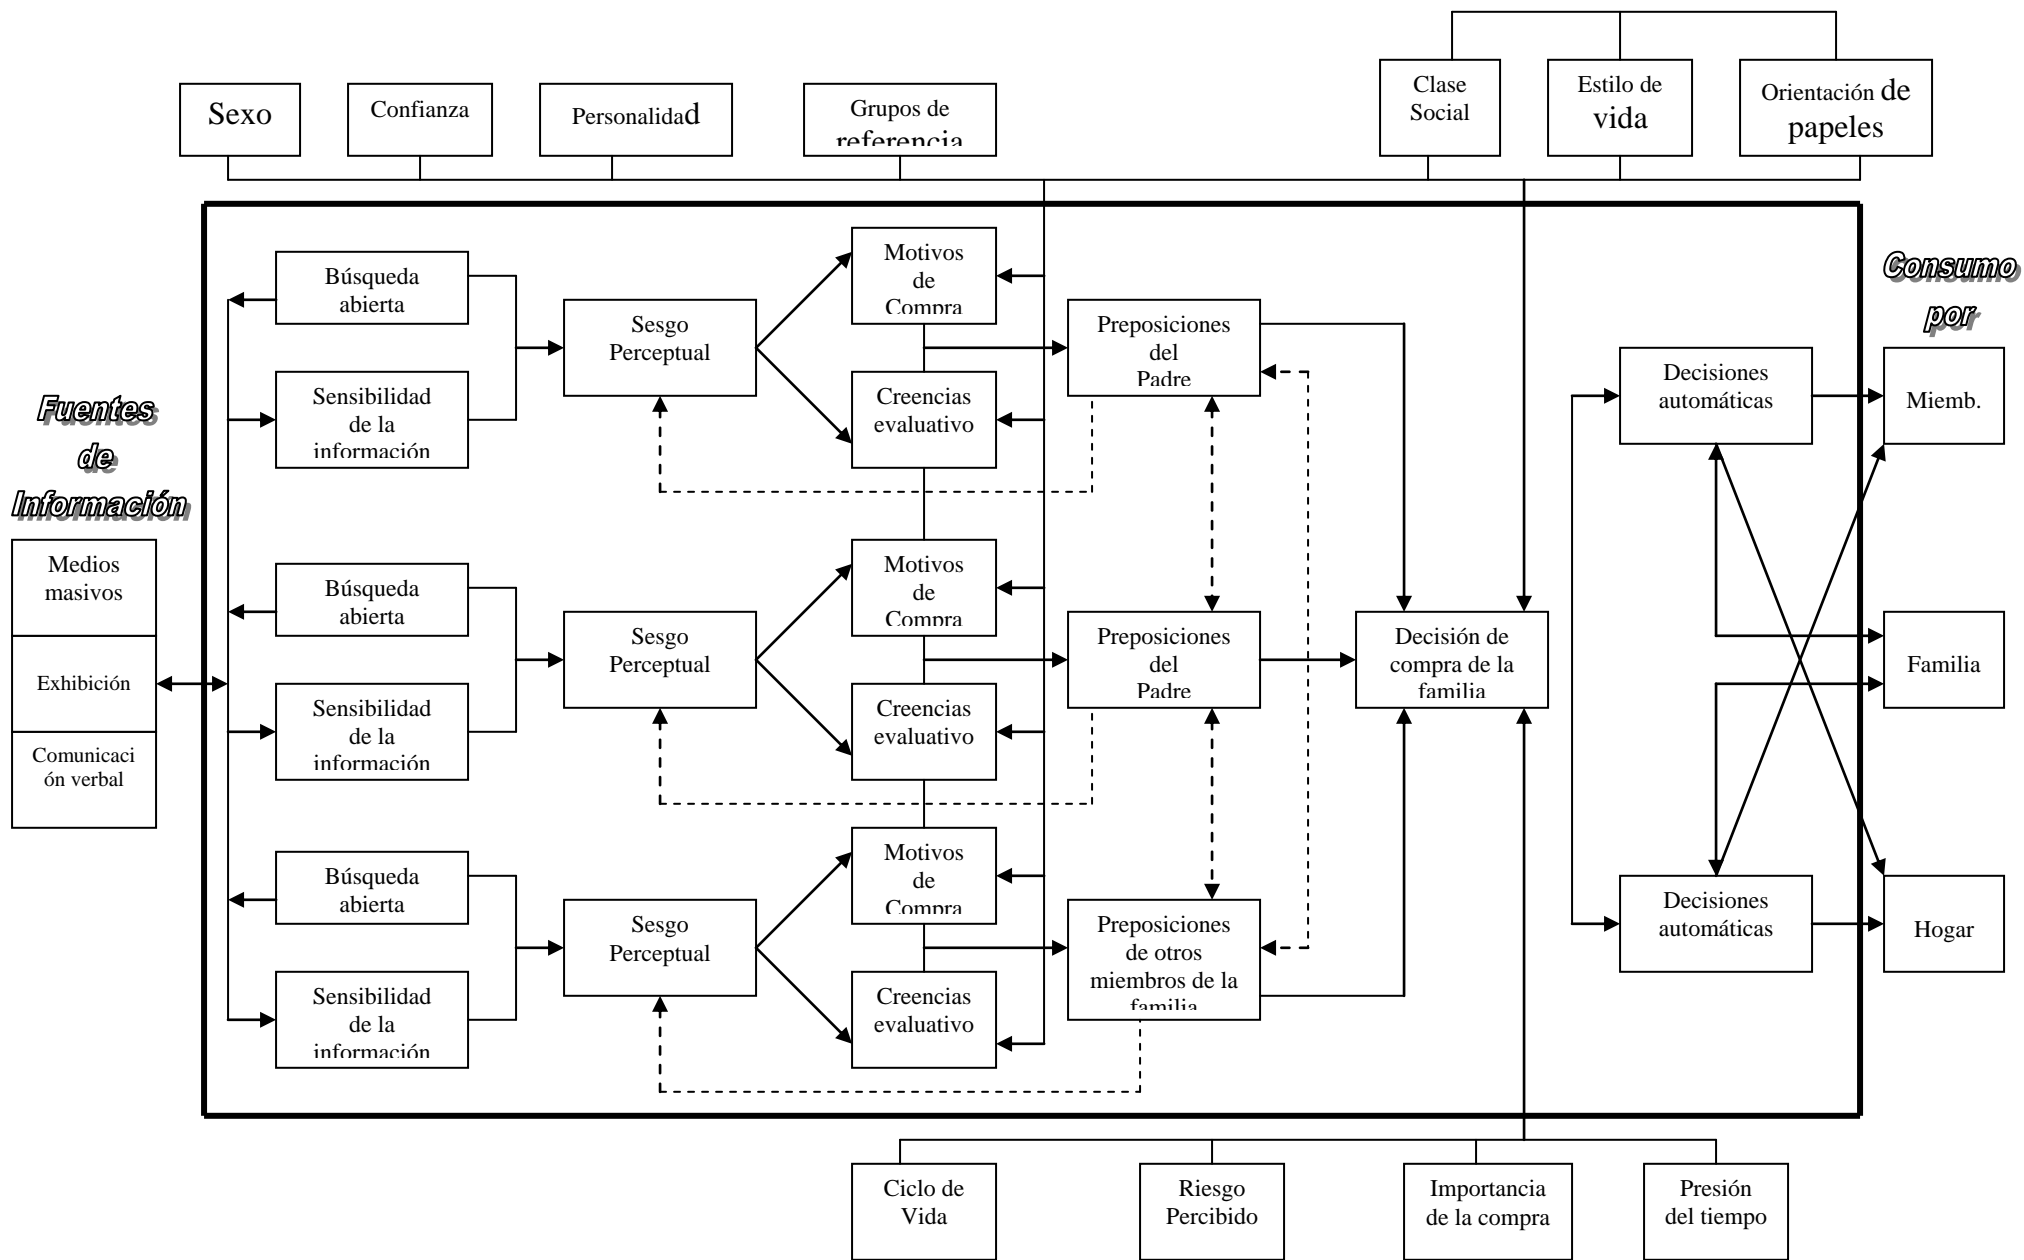 Sexo
Confianza
Personalidad
Grupos de
referencia
Clase
Social
Estilo de
vida
Orientación de
papeles
Fuentes
de
Información
Medios
masivos
Exhibición
Comunicaci
ón verbal
Búsqueda
abierta
Sensibilidad
de la
información
Sesgo
Perceptual
Motivos
de
Compra
Creencias
evaluativo
Preposiciones
del
Padre
Búsqueda
abierta
Sensibilidad
de la
información
Sesgo
Perceptual
Motivos
de
Compra
Creencias
evaluativo
Preposiciones
del
Padre
Búsqueda
abierta
Sensibilidad
de la
información
Sesgo
Perceptual
Motivos
de
Compra
Creencias
evaluativo
Preposiciones
de otros
miembros de la
familia
Decisión de
compra de la
familia
Decisiones
automáticas
Decisiones
automáticas
Consumo
por
Miemb.
Familia
Hogar
Ciclo de
Vida
Riesgo
Percibido
Importancia
de la compra
Presión
del tiempo